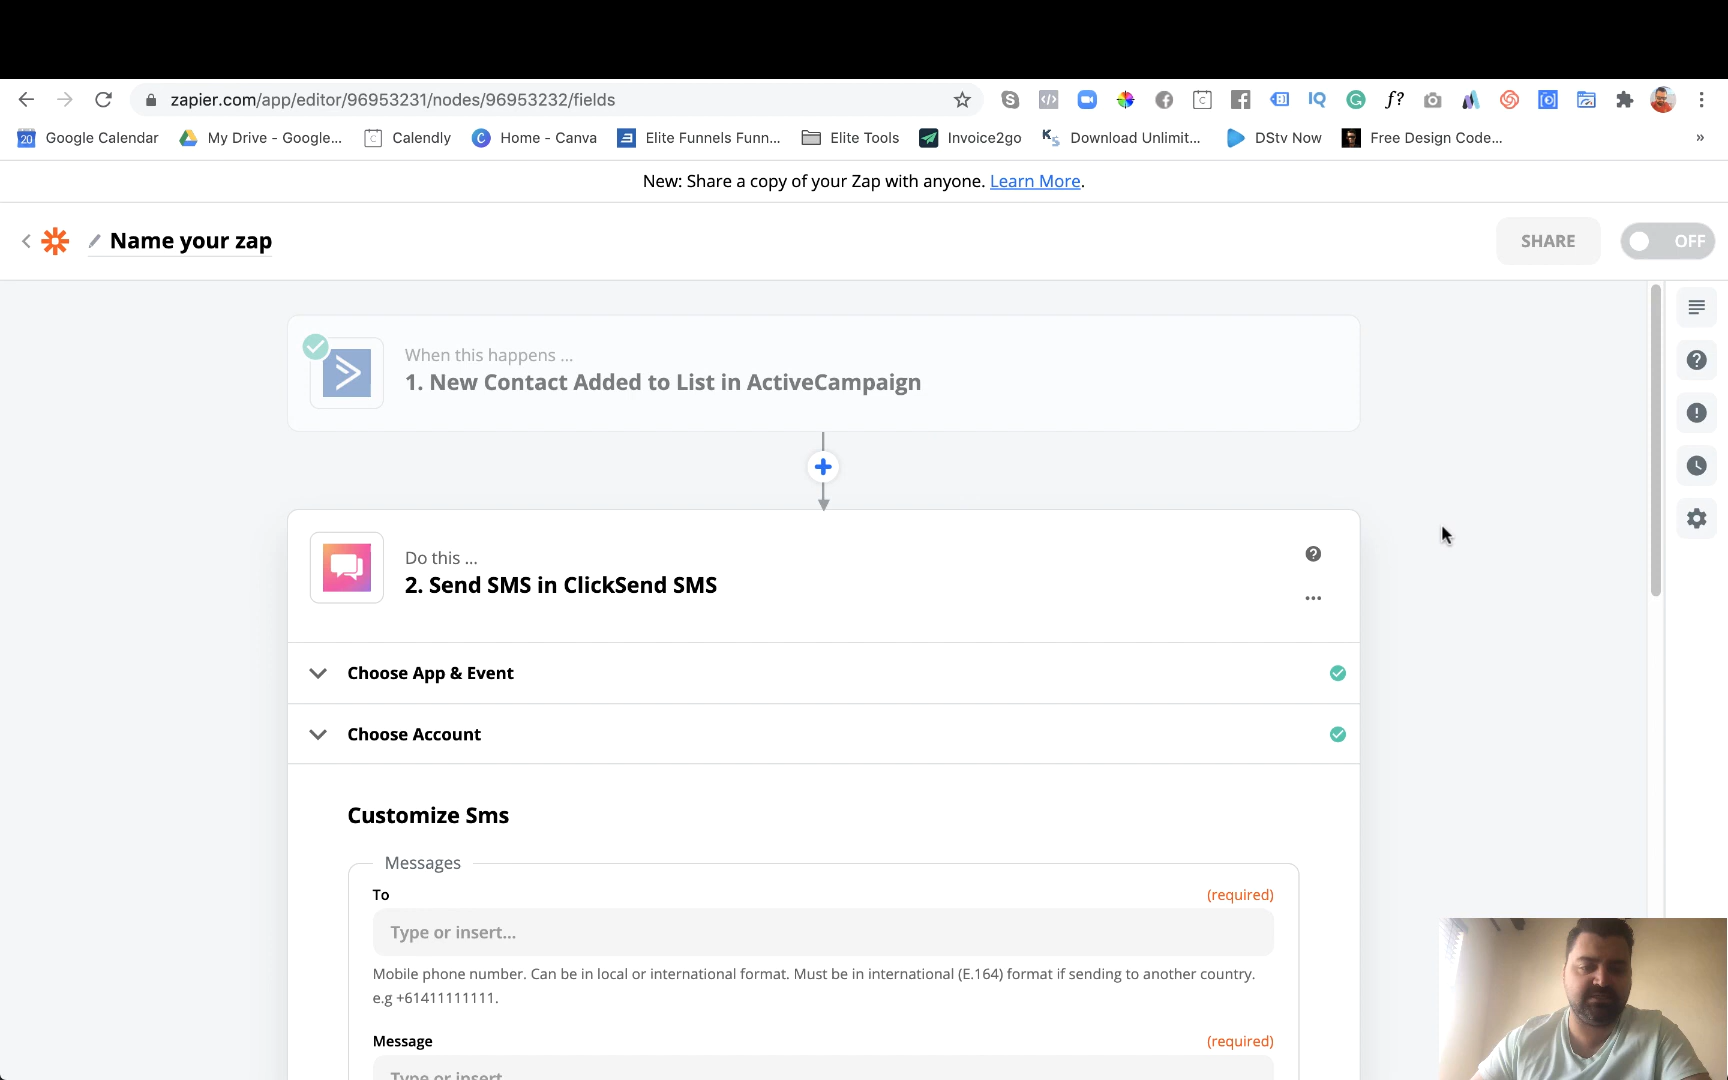 zapier.com/app/editor/96953231/nodes/96953232/fields
20 Google Calendar My Drive - Google... Calendly Home - Canva Elite Funnels Funn... Elite Tools Invoice2go Download Unlimit... DStv Now Free Design Code... »
New: Share a copy of your Zap with anyone. Learn More.
Name your zap
SHARE
OFF
When this happens ...
1. New Contact Added to List in ActiveCampaign
Do this ...
2. Send SMS in ClickSend SMS
Choose App & Event
Choose Account
Customize Sms
Messages
To (required)
Type or insert...
Mobile phone number. Can be in local or international format. Must be in international (E.164) format if sending to another country.
e.g +61411111111.
Message (required)
Type or insert